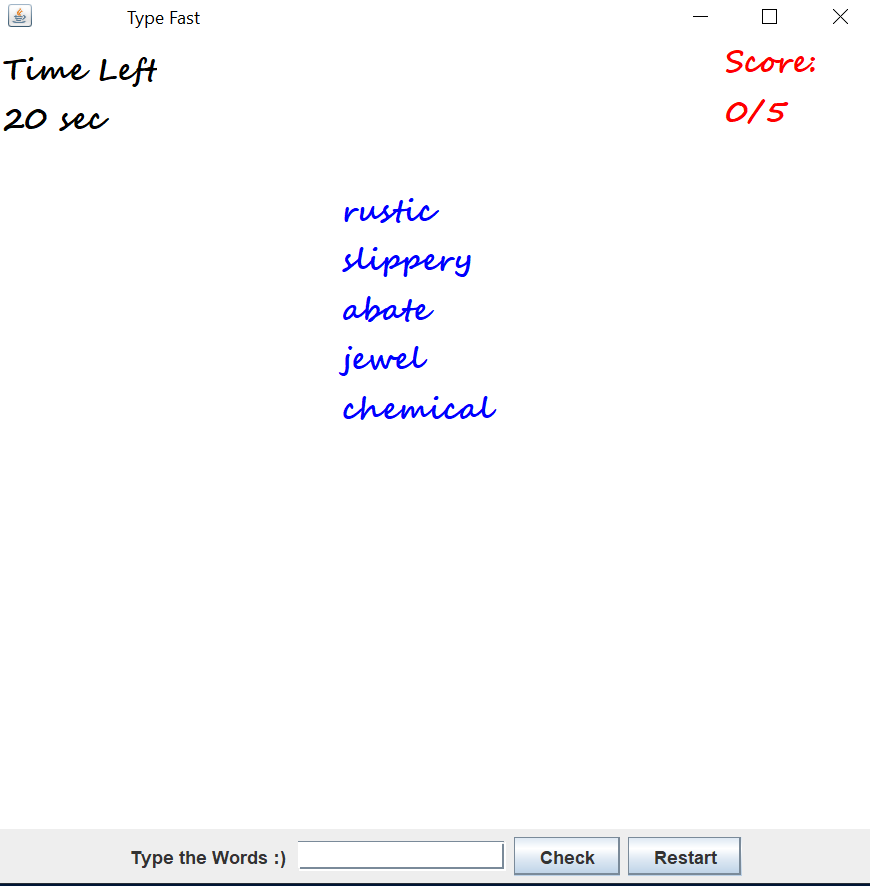 Type Fast
Time Left
20 sec
Score:
0/5
rustic
slippery
abate
jewel
chemical
Type the Words :)
Check
Restart